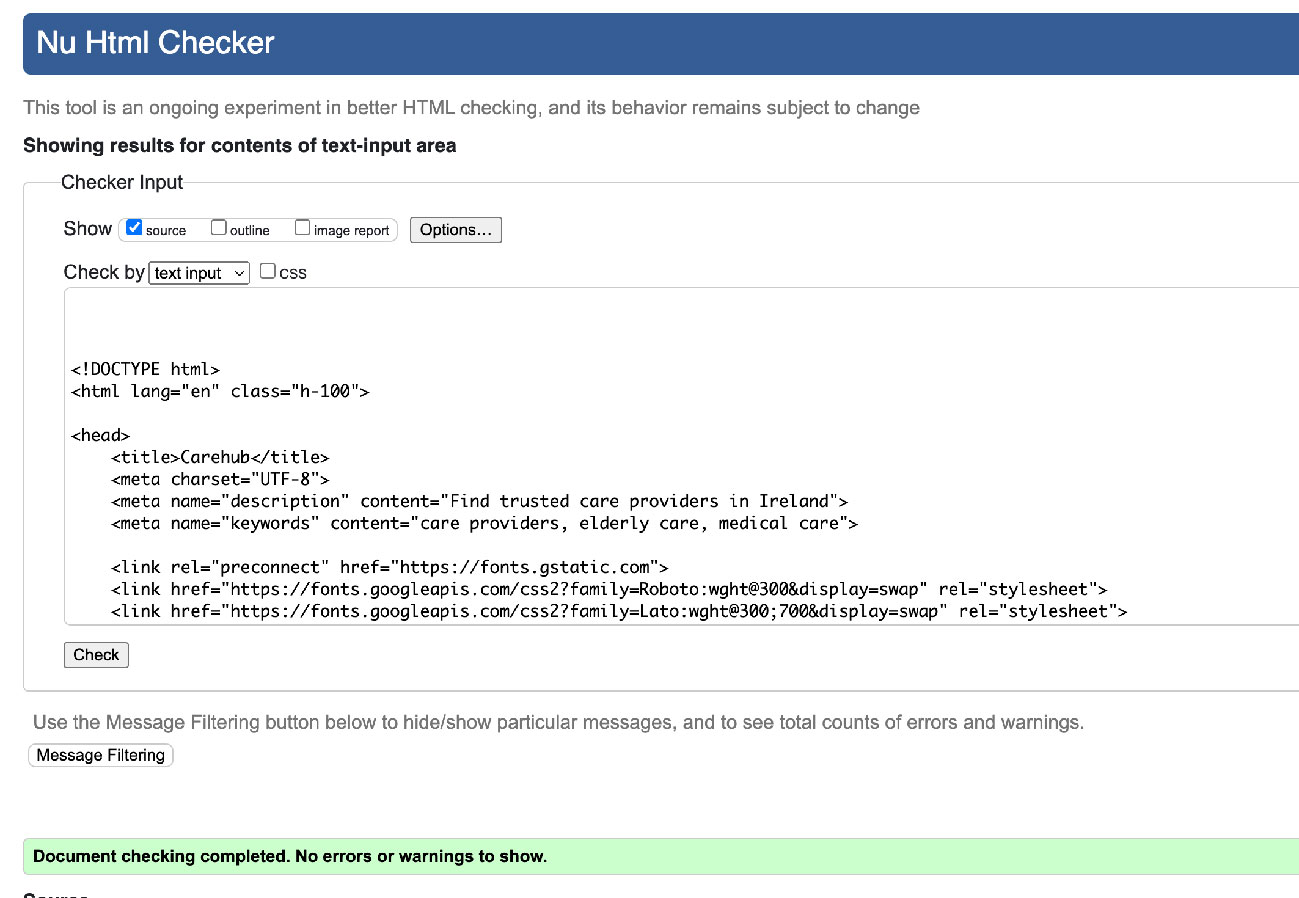 Nu Html Checker
This tool is an ongoing experiment in better HTML checking, and its behavior remains subject to change
Showing results for contents of text-input area
Checker Input
Show source outline image report Options...
Check by text input css
<!DOCTYPE html>
<html lang="en" class="h-100">
<head>
<title>Carehub</title>
<meta charset="UTF-8">
<meta name="description" content="Find trusted care providers in Ireland">
<meta name="keywords" content="care providers, elderly care, medical care">
<link rel="preconnect" href="https://fonts.gstatic.com">
<link href="https://fonts.googleapis.com/css2?family=Roboto:wght@300&display=swap" rel="stylesheet">
<link href="https://fonts.googleapis.com/css2?family=Lato:wght@300;700&display=swap" rel="stylesheet">
Check
Use the Message Filtering button below to hide/show particular messages, and to see total counts of errors and warnings.
Message Filtering
Document checking completed. No errors or warnings to show.